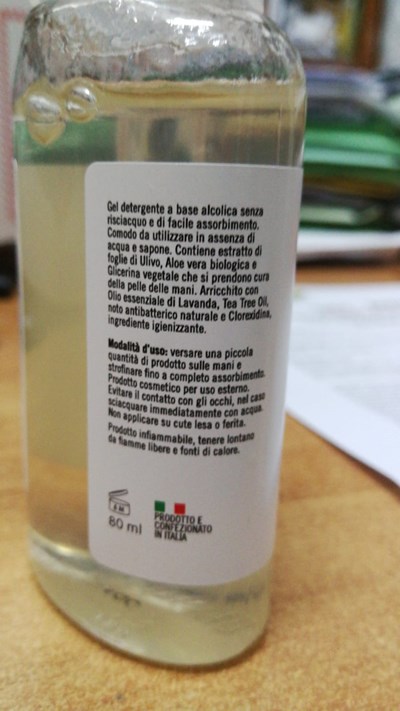 Gel detergente a base alcolica senza
risciacquo e di facile assorbimento.
Comodo da utilizzare in assenza di
acqua e sapone. Contiene estratto di
foglie di Ulivo, Aloe vera biologica e
Glicerina vegetale che si prendono cura
della pelle delle mani. Arricchito con
Olio essenziale di Lavanda, Tea Tree Oil,
noto antibatterico naturale e Clorexidina,
ingrediente igienizzante.
Modalità d'uso: versare una piccola
quantità di prodotto sulle mani e
strofinare fino a completo assorbimento.
Prodotto cosmetico per uso esterno.
Evitare il contatto con gli occhi, nel caso
sciacquare immediatamente con acqua.
Non applicare su cute lesa o ferita.
Prodotto infiammabile, tenere lontano
da fiamme libere e fonti di calore.
80 ml
PRODOTTO E
CONFEZIONATO
IN ITALIA